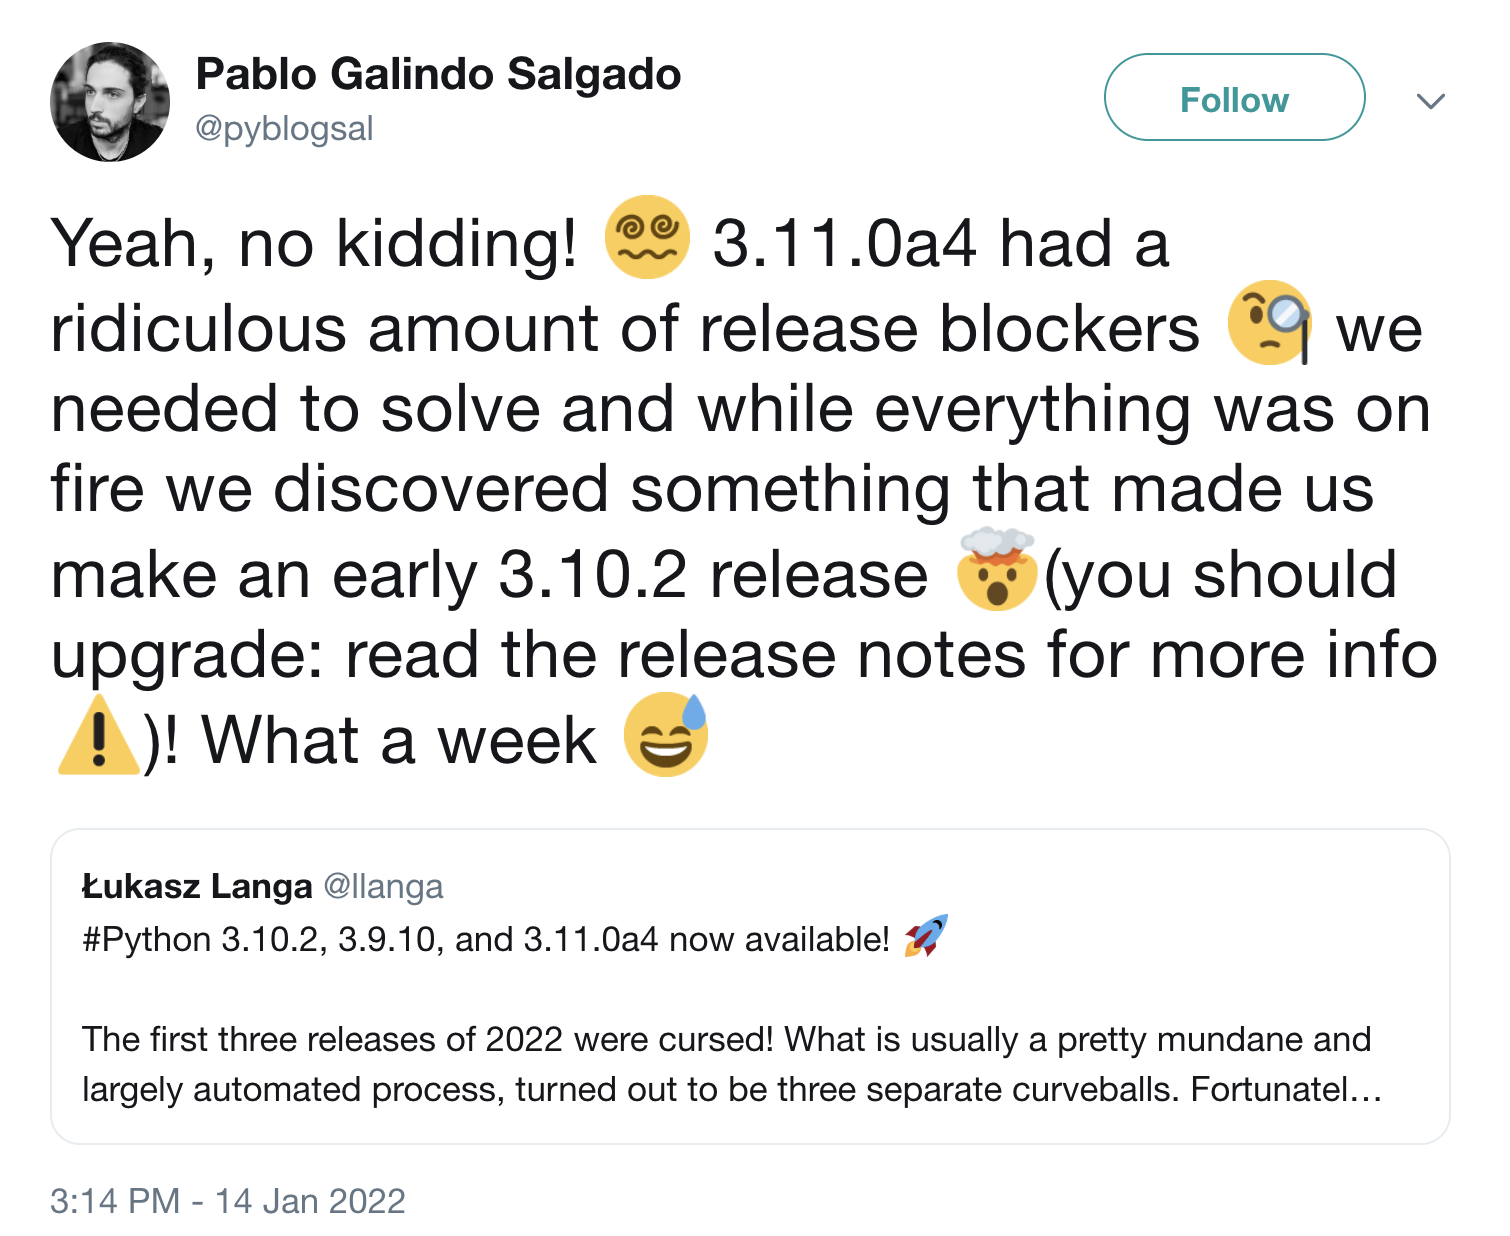 Pablo Galindo Salgado
@pyblogsal
Follow
Yeah, no kidding! 😵‍💫 3.11.0a4 had a
ridiculous amount of release blockers 🧐 we
needed to solve and while everything was on
fire we discovered something that made us
make an early 3.10.2 release 🤯(you should
upgrade: read the release notes for more info
⚠️)! What a week 😅
Łukasz Langa @llanga
#Python 3.10.2, 3.9.10, and 3.11.0a4 now available! 🚀
The first three releases of 2022 were cursed! What is usually a pretty mundane and
largely automated process, turned out to be three separate curveballs. Fortunatel…
3:14 PM - 14 Jan 2022